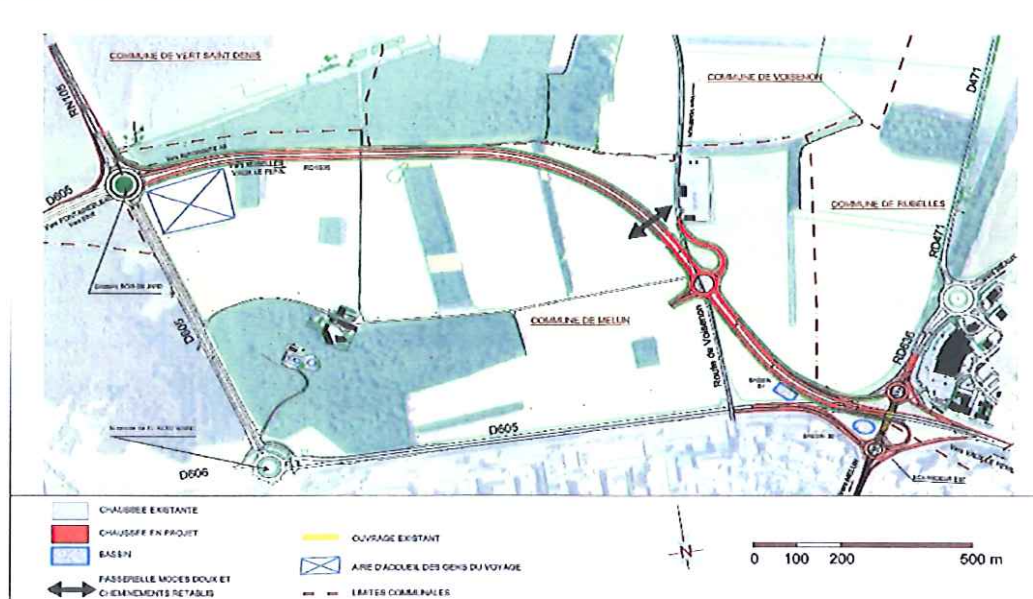 COMMUNE DE VERT SAINT DENIS
COMMUNE DE VOISENON
D471
RN105
COMMUNE DE RUBELLES
D605
RD471
D605
COMMUNE DE MELUN
Route de Voisenon
RD636
D605
D606
CHAUSSEE EXISTANTE
CHAUSSEE EN PROJET
BASSIN
PASSERELLE MODES DOUX ET
CHEMINEMENTS RETABLIS
OUVRAGE EXISTANT
AIRE D'ACCUEIL DES GENS DU VOYAGE
LIMITES COMMUNALES
N
0 100 200 500 m